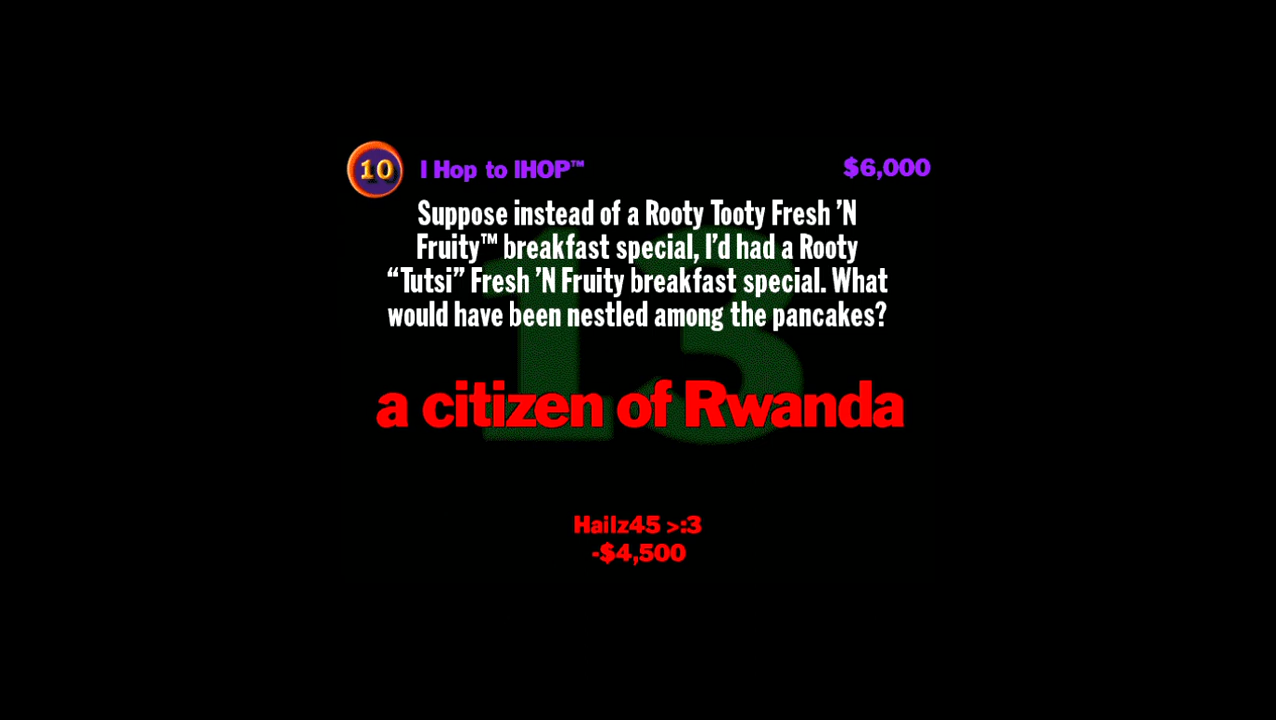 10
I Hop to IHOP™
$6,000
Suppose instead of a Rooty Tooty Fresh ’N
Fruity™ breakfast special, I’d had a Rooty
“Tutsi” Fresh ’N Fruity breakfast special. What
would have been nestled among the pancakes?
13
a citizen of Rwanda
Hailz45 >:3
-$4,500